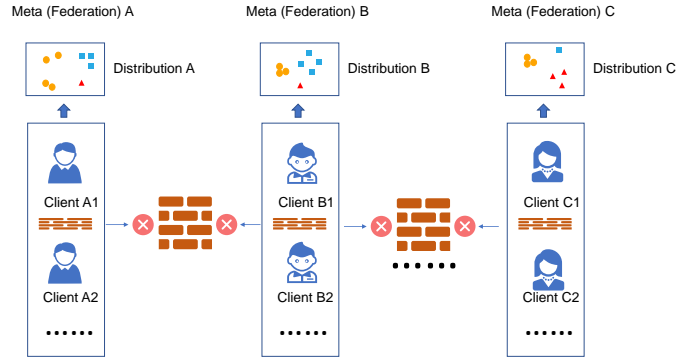 Meta (Federation) A
Meta (Federation) B
Meta (Federation) C
Distribution A
Distribution B
Distribution C
Client A1
Client B1
Client C1
Client A2
Client B2
Client C2